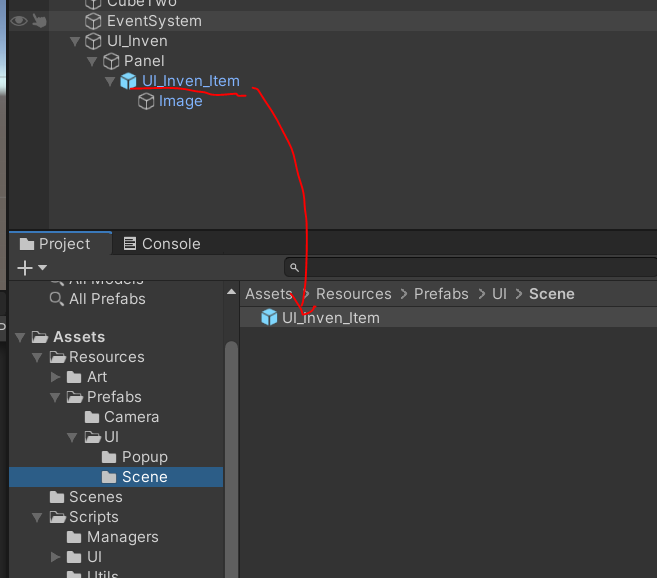 CubeTwo
EventSystem
UI_Inven
Panel
UI_Inven_Item
Image
Project
Console
All Models
All Prefabs
Assets > Resources > Prefabs > UI > Scene
UI_Inven_Item
Assets
Resources
Art
Prefabs
Camera
UI
Popup
Scene
Scenes
Scripts
Managers
UI
Utils